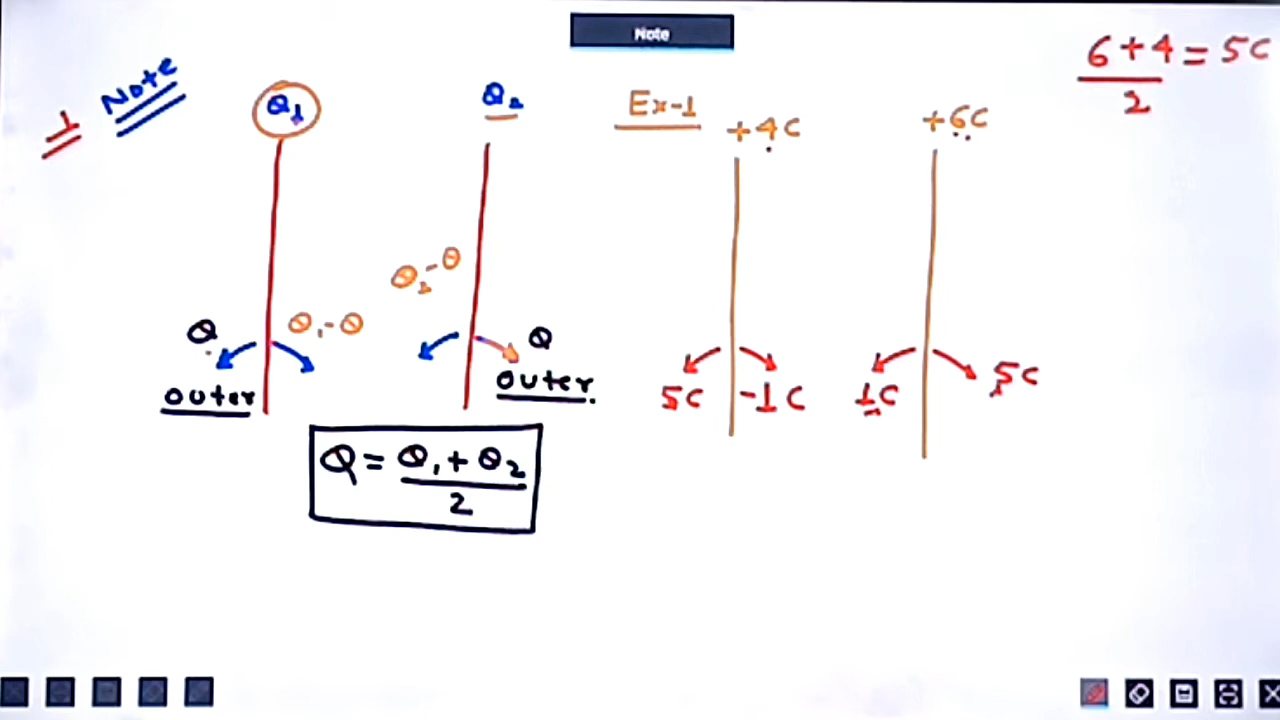 Note
1 Note
Q₁ Q₂
Q Q₁-Q
outer
Q₂-Q Q
outer.
Q = (Q₁ + Q₂)/2
Ex-1 +4C +6C
5C -1C 1C 5C
(6+4)/2 = 5C